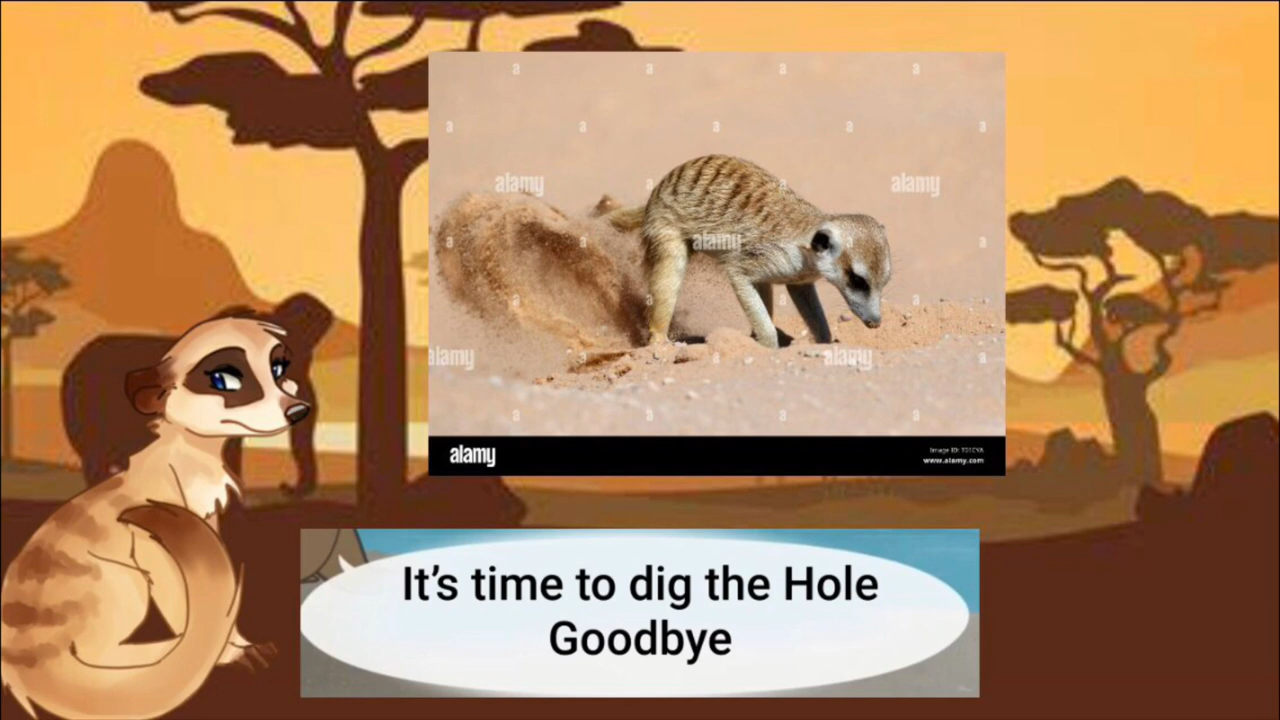 a a a a
a a a a a
alamy a alamy
a alamy a a
a a a a
alamy a a alamy a
a a a a
alamy
www.alamy.com
It’s time to dig the Hole
Goodbye